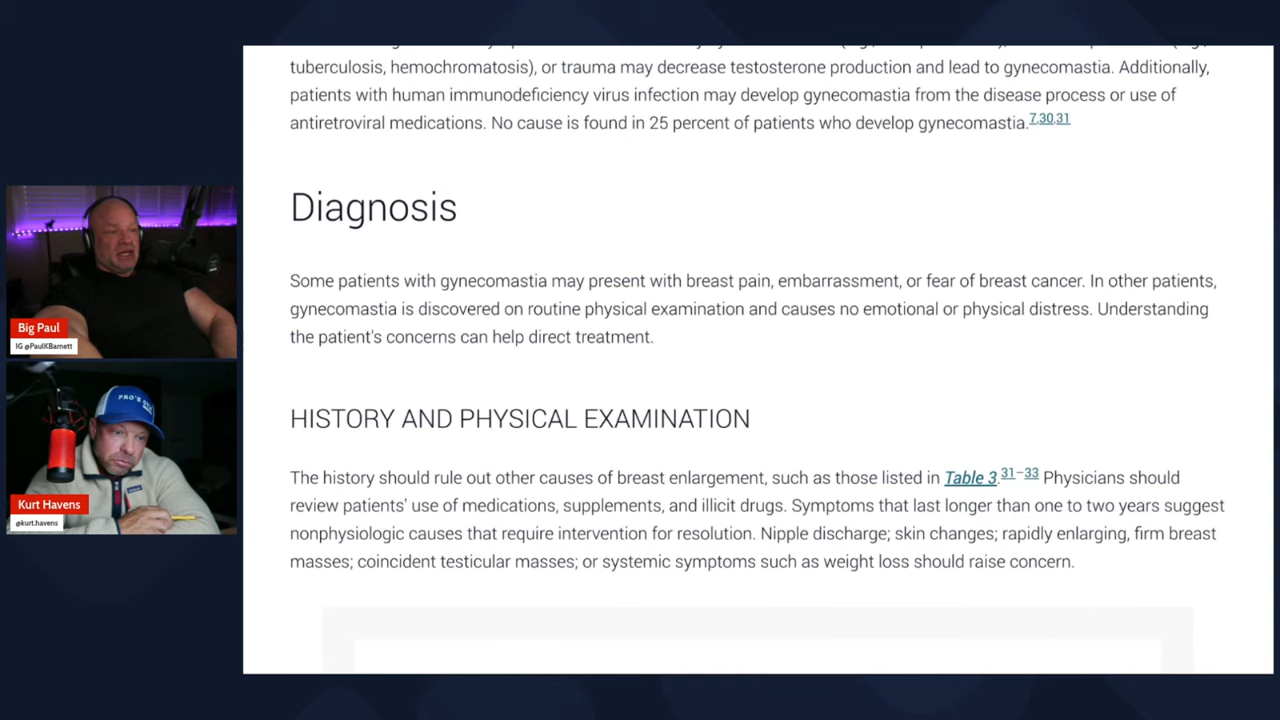 tuberculosis, hemochromatosis), or trauma may decrease testosterone production and lead to gynecomastia. Additionally,
patients with human immunodeficiency virus infection may develop gynecomastia from the disease process or use of
antiretroviral medications. No cause is found in 25 percent of patients who develop gynecomastia.7,30,31
Diagnosis
Some patients with gynecomastia may present with breast pain, embarrassment, or fear of breast cancer. In other patients,
gynecomastia is discovered on routine physical examination and causes no emotional or physical distress. Understanding
the patient's concerns can help direct treatment.
HISTORY AND PHYSICAL EXAMINATION
The history should rule out other causes of breast enlargement, such as those listed in Table 3.31–33 Physicians should
review patients' use of medications, supplements, and illicit drugs. Symptoms that last longer than one to two years suggest
nonphysiologic causes that require intervention for resolution. Nipple discharge; skin changes; rapidly enlarging, firm breast
masses; coincident testicular masses; or systemic symptoms such as weight loss should raise concern.
Big Paul
IG @PaulKBarnett
PRO'S
Kurt Havens
@kurt.havens